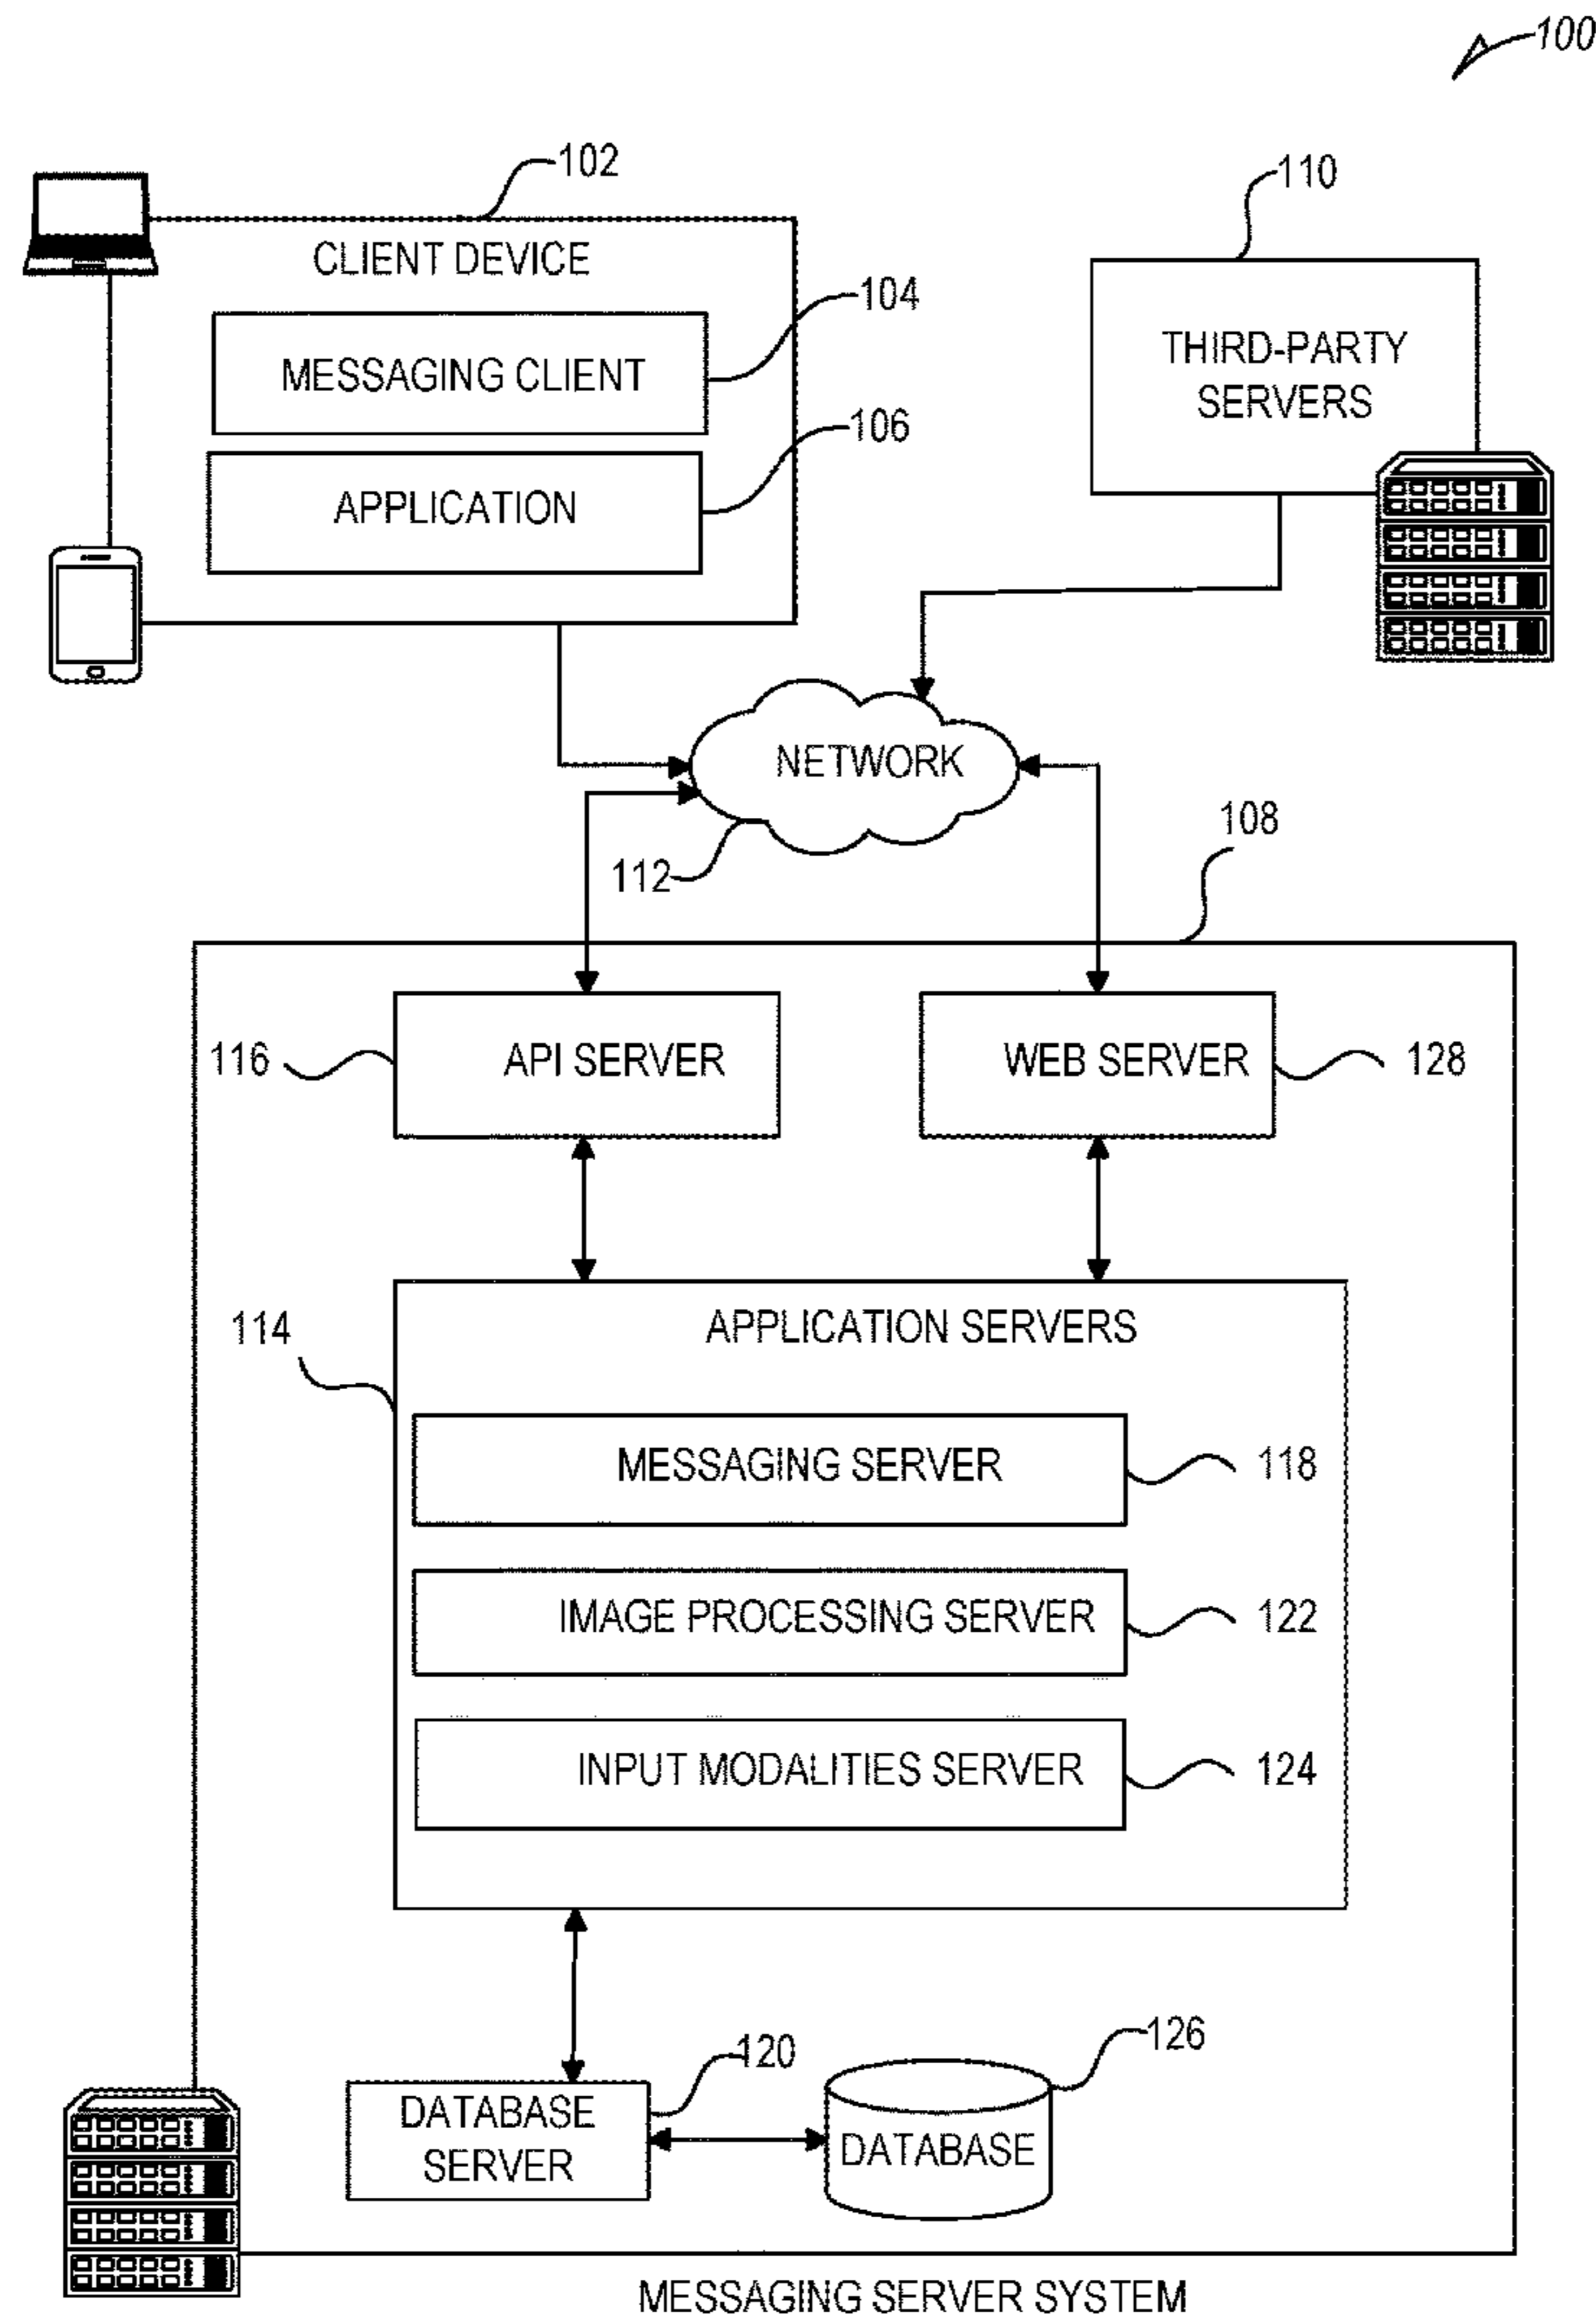 100
102
110
CLIENT DEVICE
104
MESSAGING CLIENT
THIRD-PARTY
SERVERS
106
APPLICATION
NETWORK
108
112
116
API SERVER
WEB SERVER
128
114
APPLICATION SERVERS
MESSAGING SERVER
118
IMAGE PROCESSING SERVER
122
INPUT MODALITIES SERVER
124
120
126
DATABASE
SERVER
DATABASE
MESSAGING SERVER SYSTEM